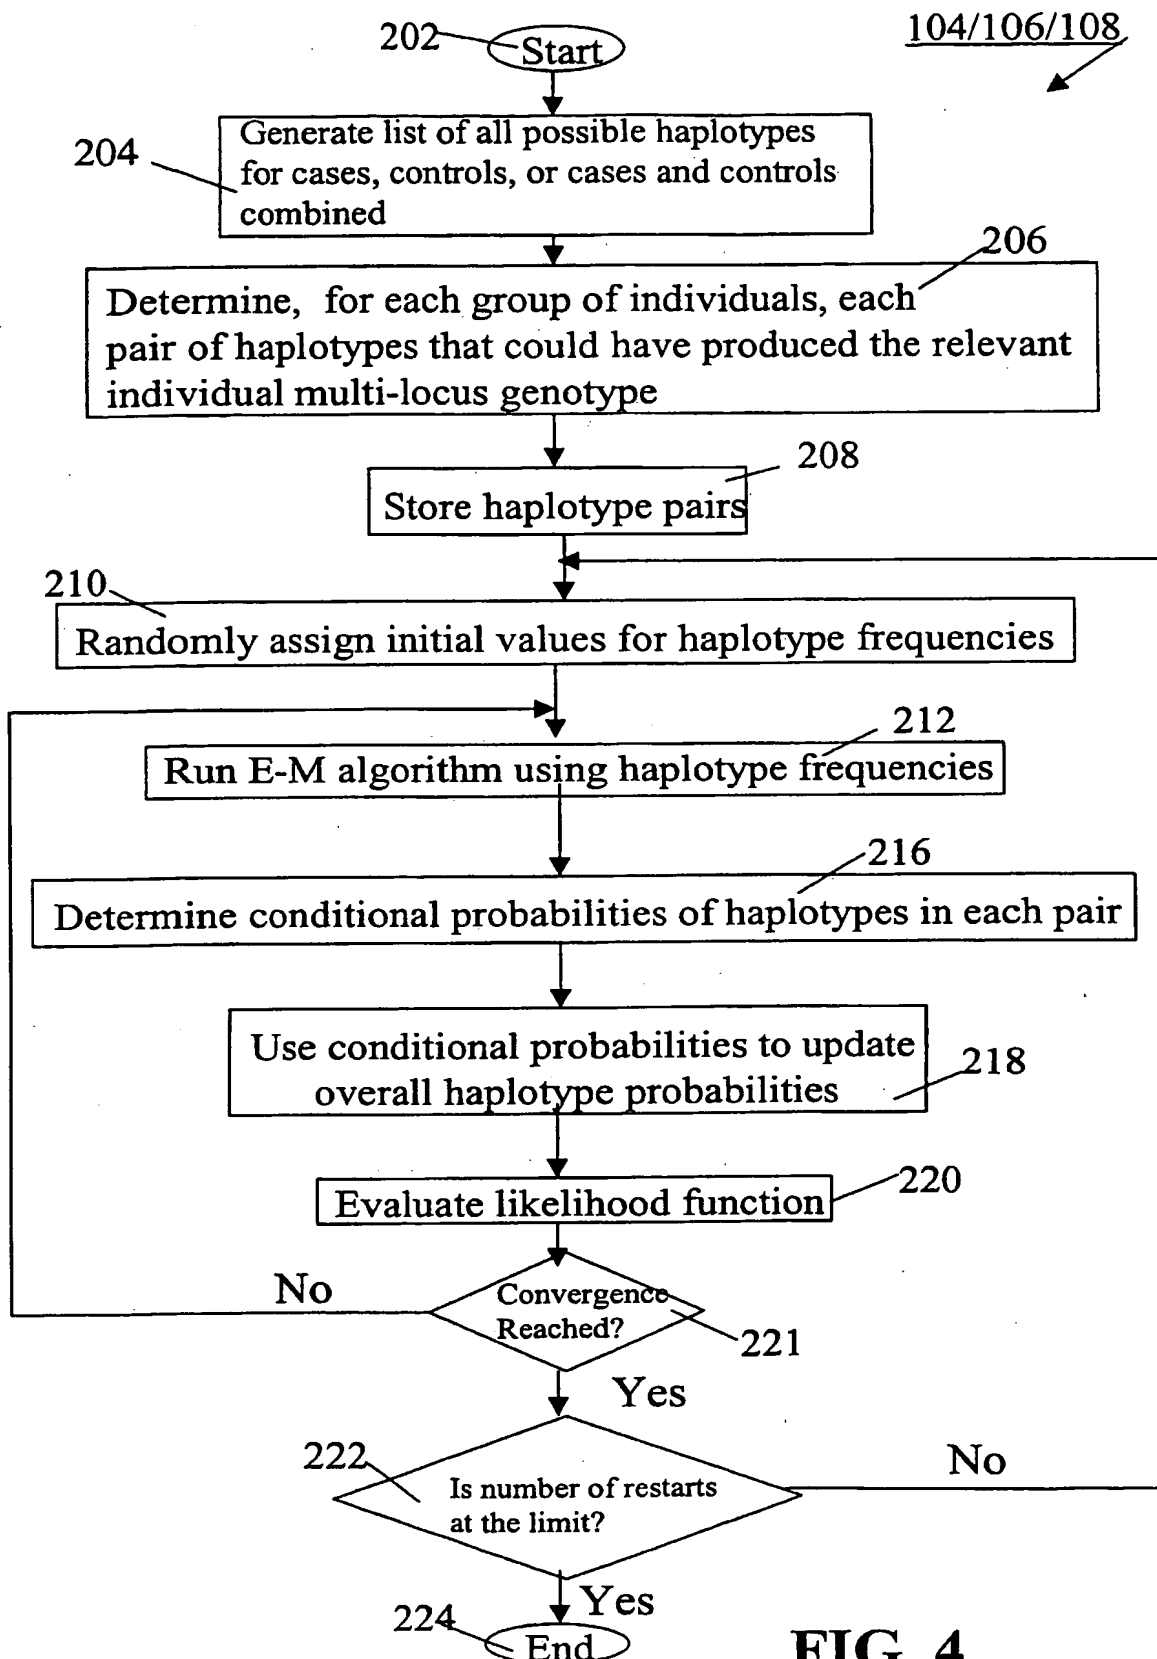 202
Start
104/106/108
204
Generate list of all possible haplotypes
for cases, controls, or cases and controls
combined
206
Determine, for each group of individuals, each
pair of haplotypes that could have produced the relevant
individual multi-locus genotype
208
Store haplotype pairs
210
Randomly assign initial values for haplotype frequencies
212
Run E-M algorithm using haplotype frequencies
216
Determine conditional probabilities of haplotypes in each pair
Use conditional probabilities to update
overall haplotype probabilities
218
220
Evaluate likelihood function
No
Convergence
Reached?
221
Yes
222
Is number of restarts
at the limit?
No
Yes
224
End
FIG. 4